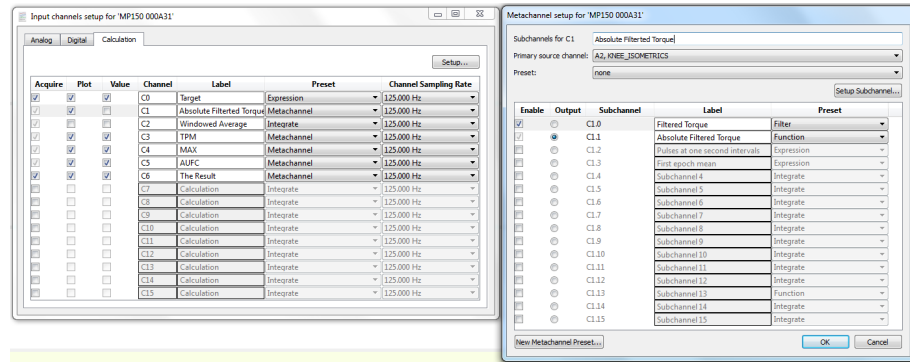 Input channels setup for 'MP150 000A31'
Analog Digital Calculation
Setup...
Acquire Plot Value Channel Label Preset Channel Sampling Rate
C0 Target Expression 125.000 Hz
C1 Absolute Filterted Torque Metachannel 125.000 Hz
C2 Windowed Average Integrate 125.000 Hz
C3 TPM Metachannel 125.000 Hz
C4 MAX Metachannel 125.000 Hz
C5 AUFC Metachannel 125.000 Hz
C6 The Result Metachannel 125.000 Hz
C7 Calculation Integrate 125.000 Hz
C8 Calculation Integrate 125.000 Hz
C9 Calculation Integrate 125.000 Hz
C10 Calculation Integrate 125.000 Hz
C11 Calculation Integrate 125.000 Hz
C12 Calculation Integrate 125.000 Hz
C13 Calculation Integrate 125.000 Hz
C14 Calculation Integrate 125.000 Hz
C15 Calculation Integrate 125.000 Hz
Metachannel setup for 'MP150 000A31'
Subchannels for C1 Absolute Filterted Torque
Primary source channel: A2, KNEE_ISOMETRICS
Preset: none
Setup Subchannel...
Enable Output Subchannel Label Preset
C1.0 Filtered Torque Filter
C1.1 Absolute Filtered Torque Function
C1.2 Pulses at one second intervals Expression
C1.3 First epoch mean Expression
C1.4 Subchannel 4 Integrate
C1.5 Subchannel 5 Integrate
C1.6 Subchannel 6 Integrate
C1.7 Subchannel 7 Integrate
C1.8 Subchannel 8 Integrate
C1.9 Subchannel 9 Integrate
C1.10 Subchannel 10 Integrate
C1.11 Subchannel 11 Integrate
C1.12 Subchannel 12 Integrate
C1.13 Subchannel 13 Function
C1.14 Subchannel 14 Integrate
C1.15 Subchannel 15 Integrate
New Metachannel Preset... OK Cancel